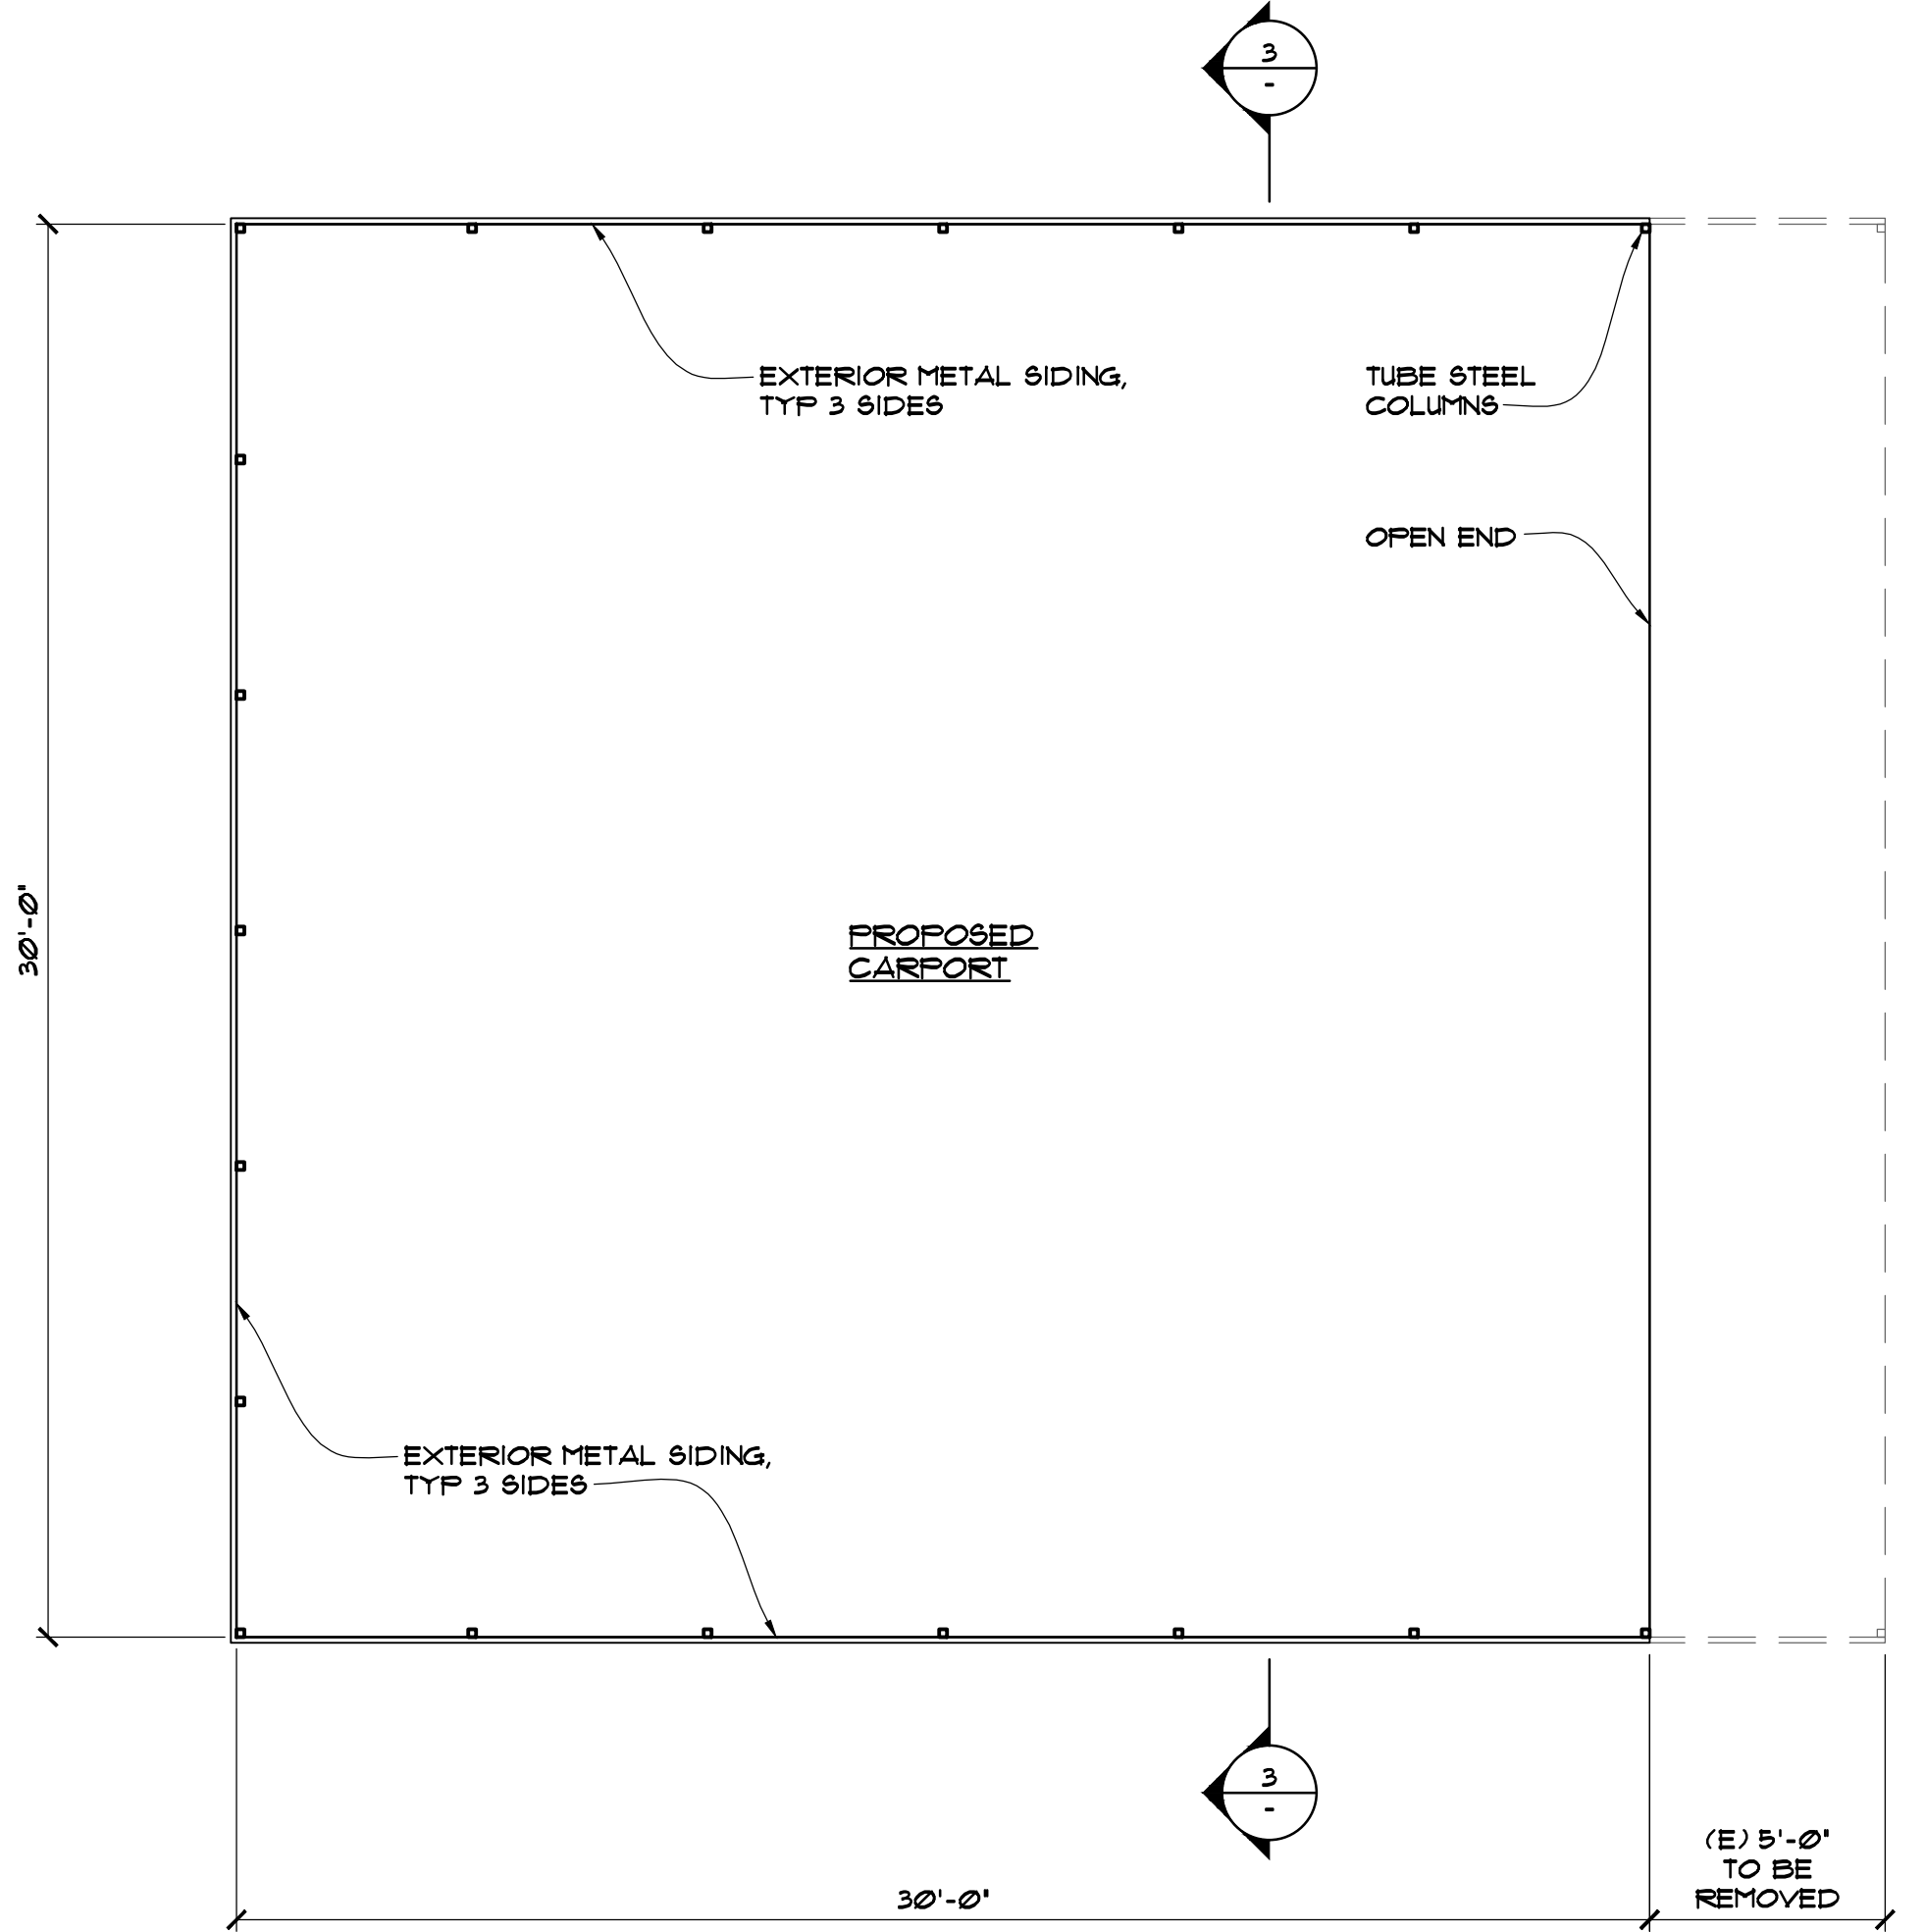 3
-
EXTERIOR METAL SIDING,
TYP 3 SIDES
TUBE STEEL
COLUMNS
OPEN END
30'-0"
PROPOSED
CARPORT
EXTERIOR METAL SIDING,
TYP 3 SIDES
3
-
(E) 5'-0"
TO BE
REMOVED
30'-0"